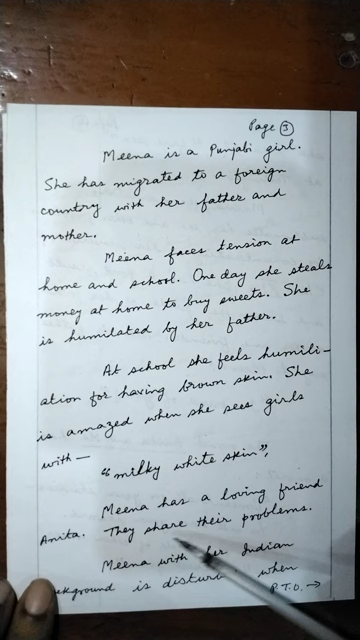 Page 3
Meena is a Punjabi girl.
She has migrated to a foreign
country with her father and
mother.
Meena faces tension at
home and school. One day she steals
money at home to buy sweets. She
is humilated by her father.
At school she feels humili-
ation for having brown skin. She
is amazed when she sees girls
with—
"milky white skin",
Meena has a loving friend
Anita. They share their problems.
Meena with her Indian
is when
P.T.O. →